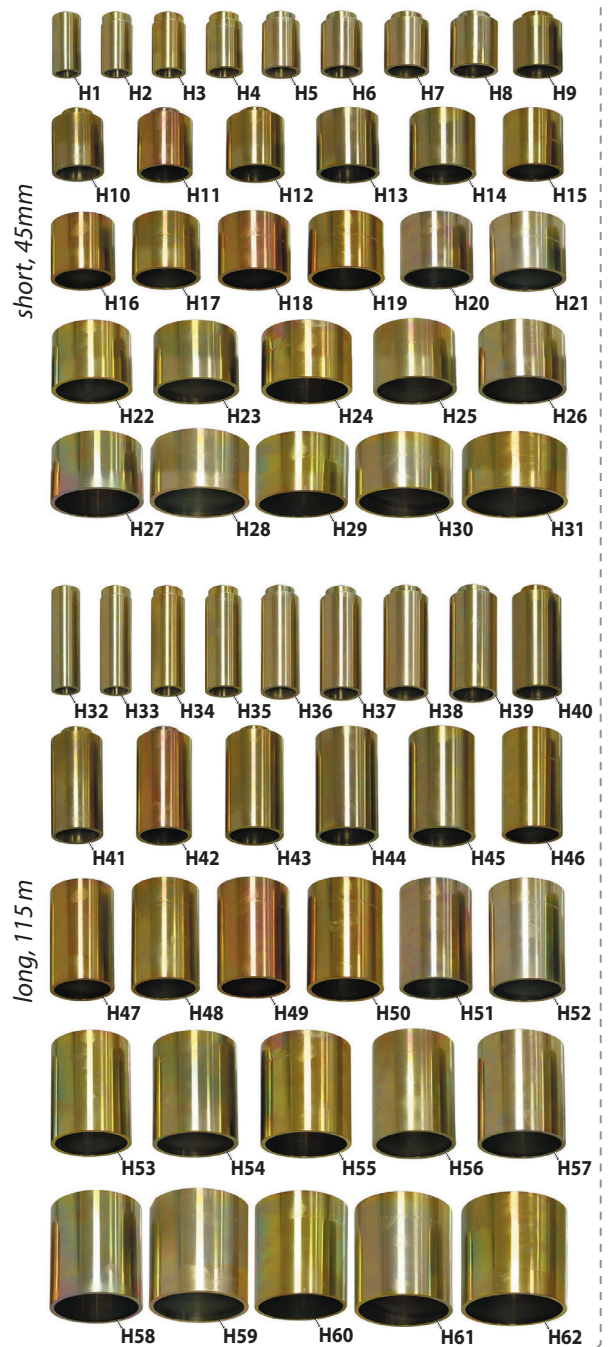 H1 H2 H3 H4 H5 H6 H7 H8 H9
H10 H11 H12 H13 H14 H15
short, 45mm
H16 H17 H18 H19 H20 H21
H22 H23 H24 H25 H26
H27 H28 H29 H30 H31
H32 H33 H34 H35 H36 H37 H38 H39 H40
H41 H42 H43 H44 H45 H46
long, 115 m
H47 H48 H49 H50 H51 H52
H53 H54 H55 H56 H57
H58 H59 H60 H61 H62